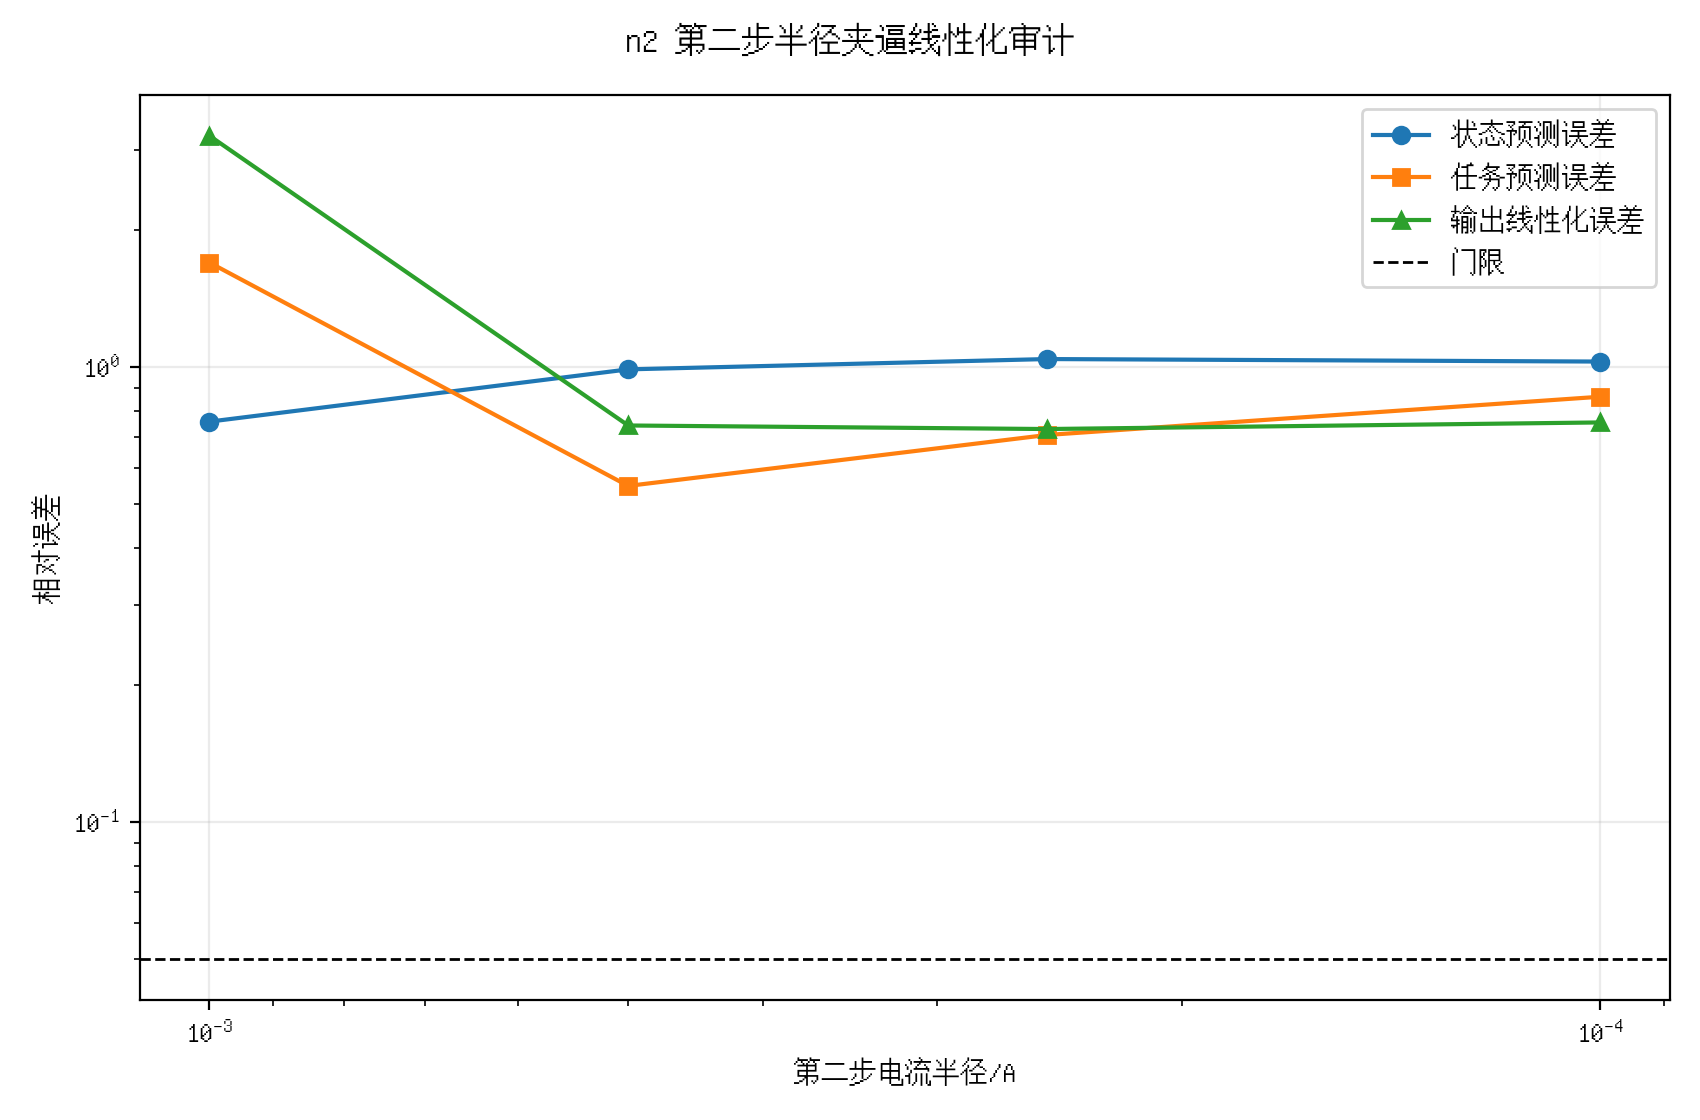 n2 第二步半径夹逼线性化审计
状态预测误差
任务预测误差
输出线性化误差
门限
10⁰
10⁻¹
相对误差
10⁻³
10⁻⁴
第二步电流半径/A